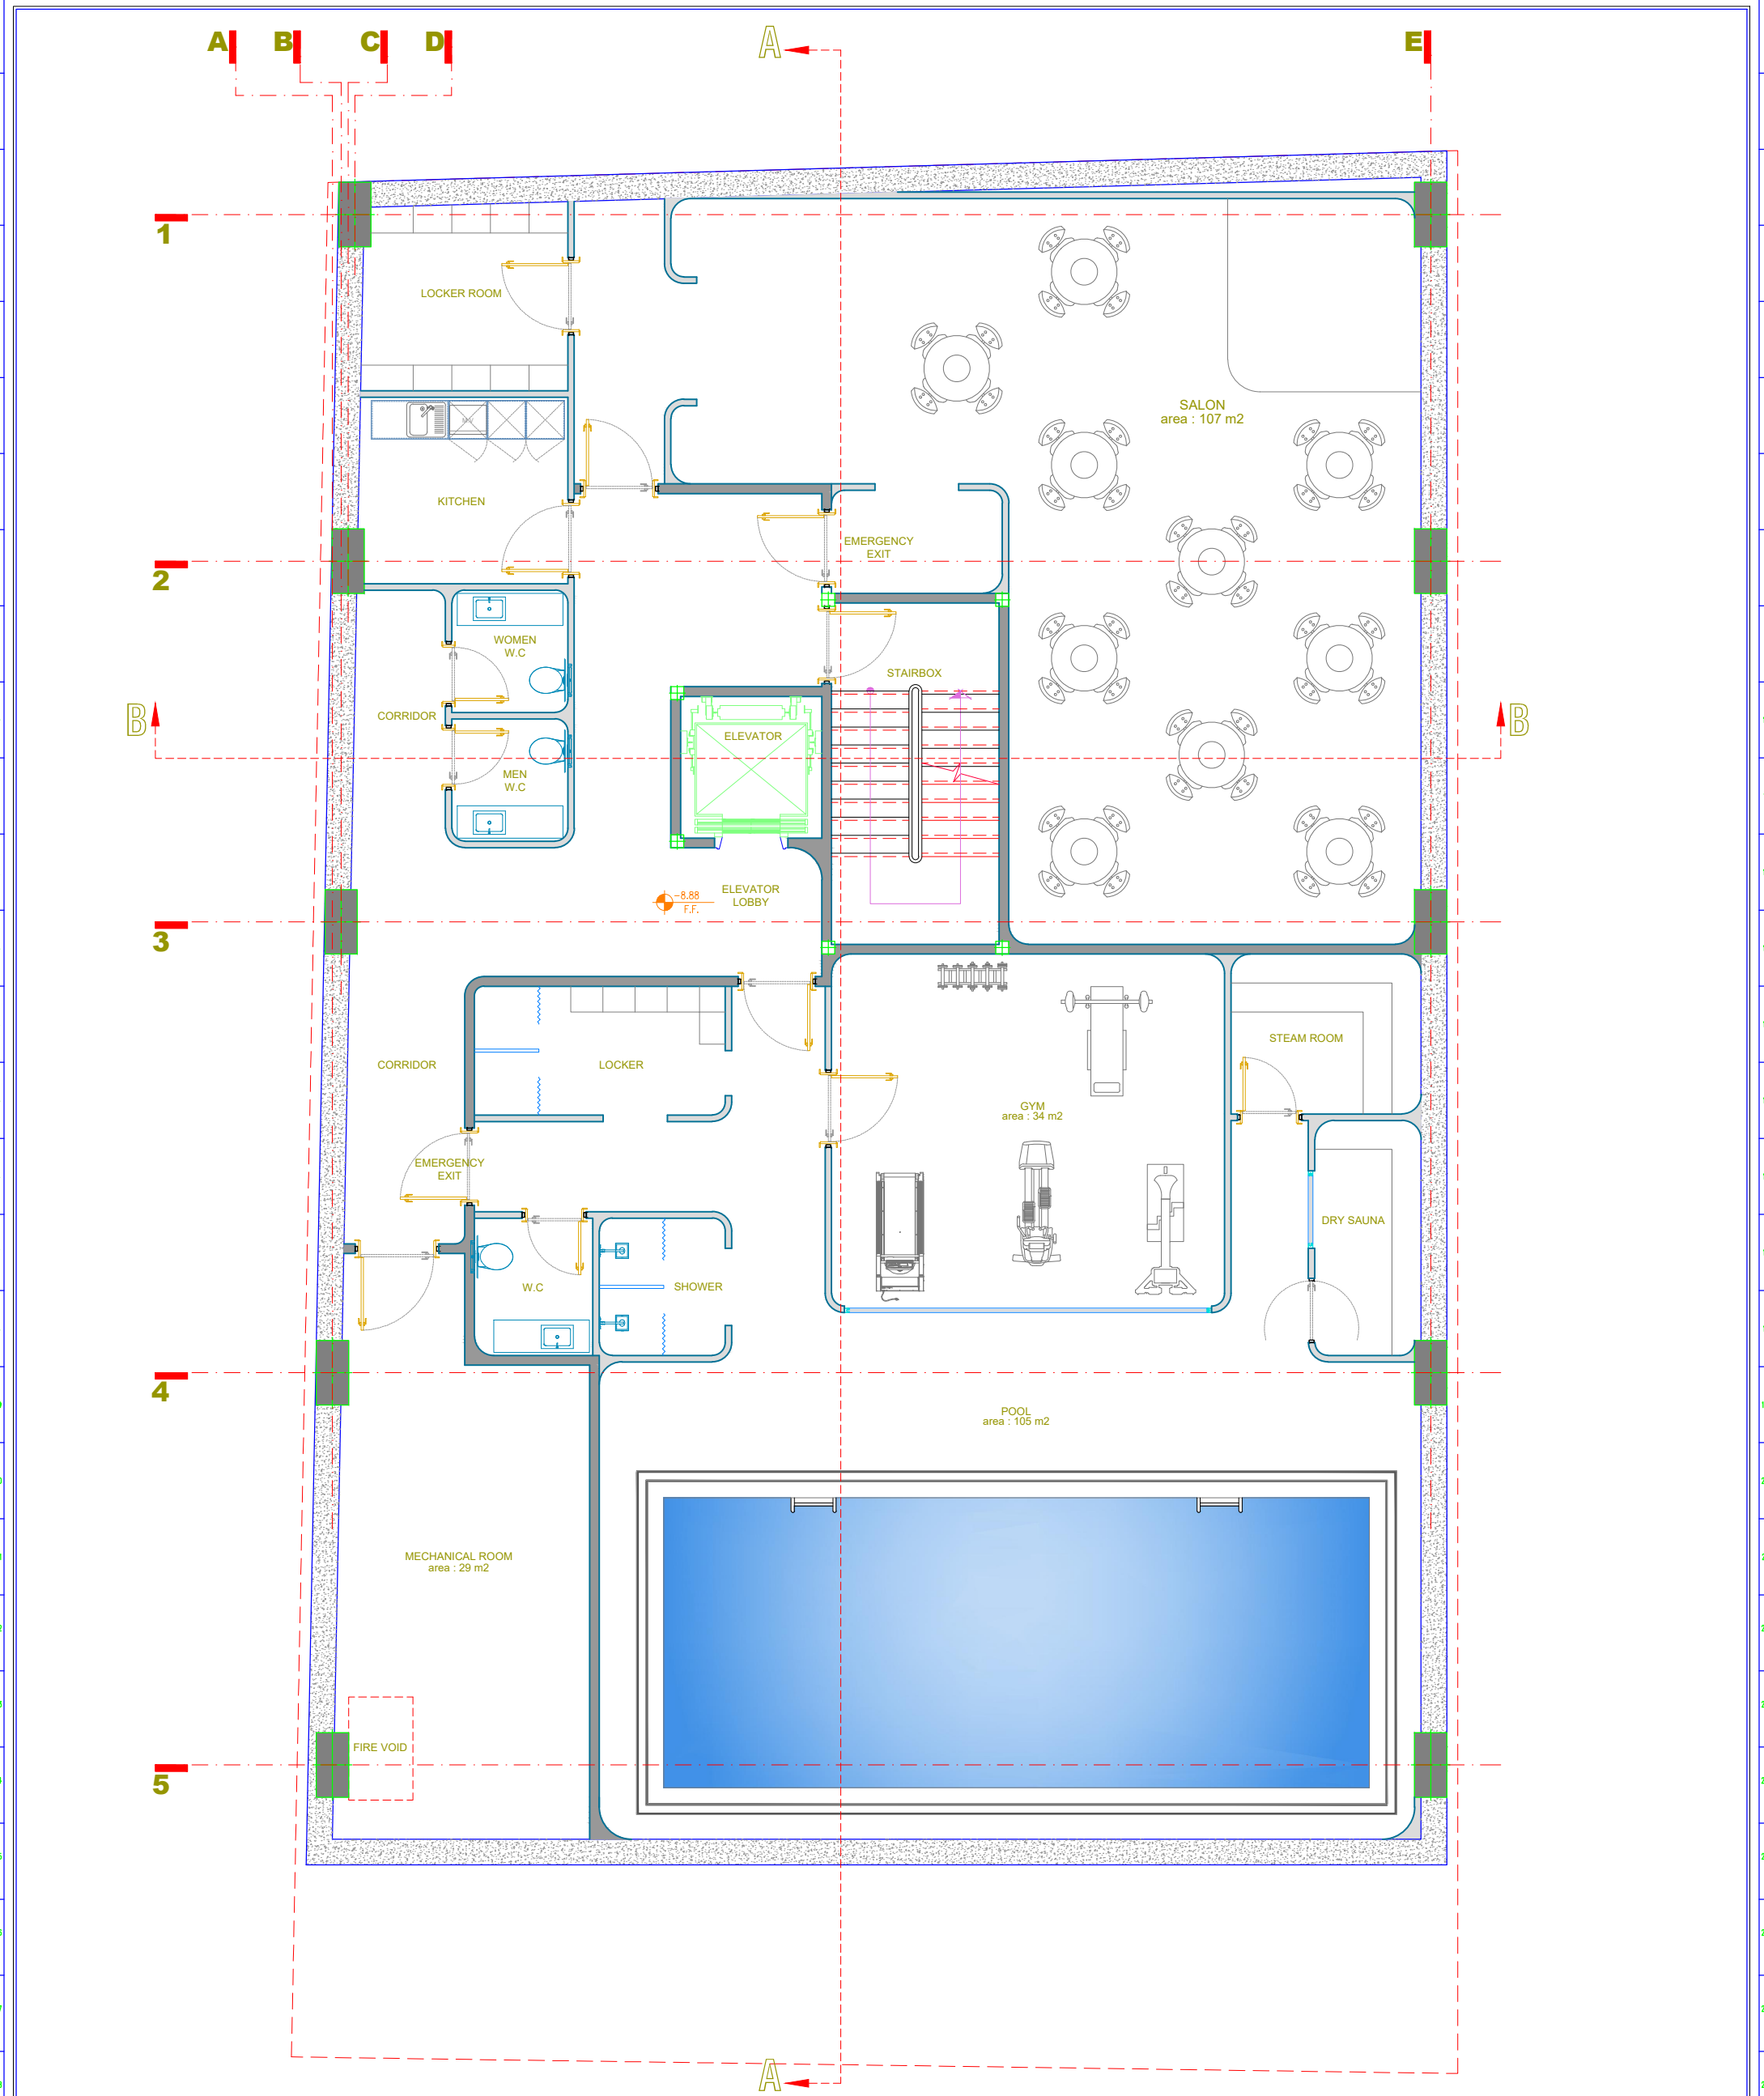 A B C D A E
1
LOCKER ROOM
SALON
area : 107 m2
KITCHEN
EMERGENCY
EXIT
2
WOMEN
W.C
STAIRBOX
CORRIDOR
B
B
ELEVATOR
MEN
W.C
ELEVATOR
LOBBY
-8.88
F.F.
3
STEAM ROOM
CORRIDOR
LOCKER
GYM
area : 34 m2
EMERGENCY
EXIT
DRY SAUNA
W.C
SHOWER
4
POOL
area : 105 m2
MECHANICAL ROOM
area : 29 m2
FIRE VOID
5
A